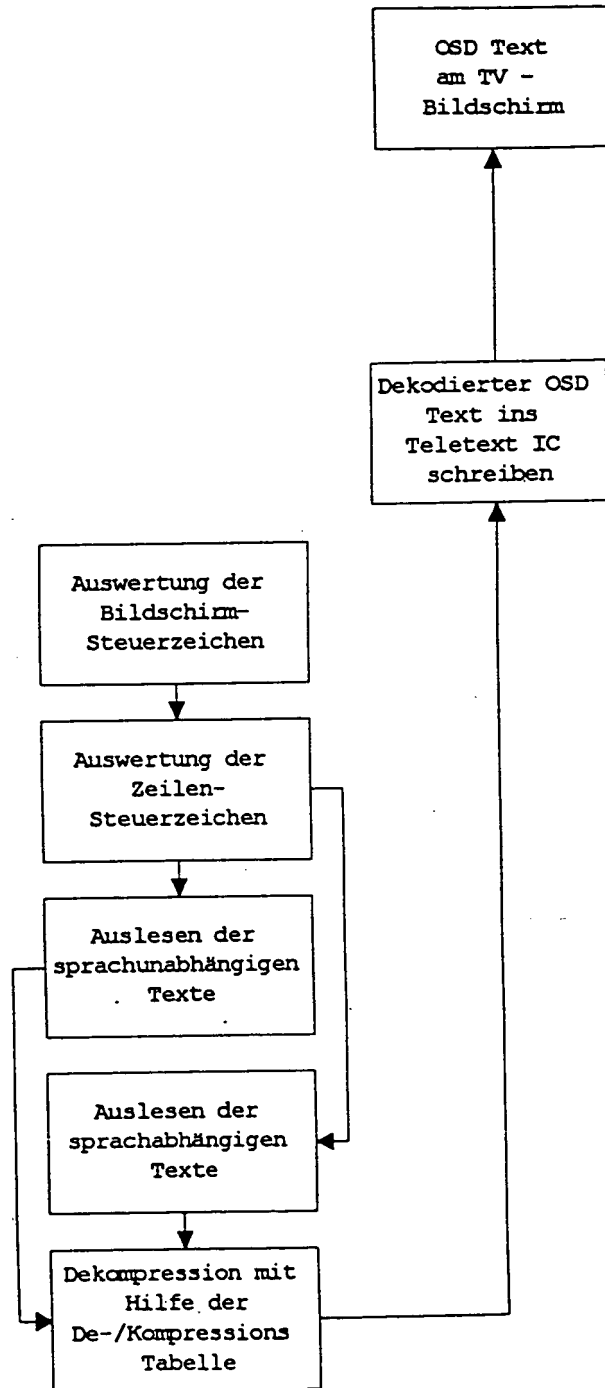 OSD Text
am TV -
Bildschirm
Dekodierter OSD
Text ins
Teletext IC
schreiben
Auswertung der
Bildschirm-
Steuerzeichen
Auswertung der
Zeilen-
Steuerzeichen
Auslesen der
sprachunabhängigen
Texte
Auslesen der
sprachabhängigen
Texte
Dekompression mit
Hilfe der
De-/Kompressions
Tabelle